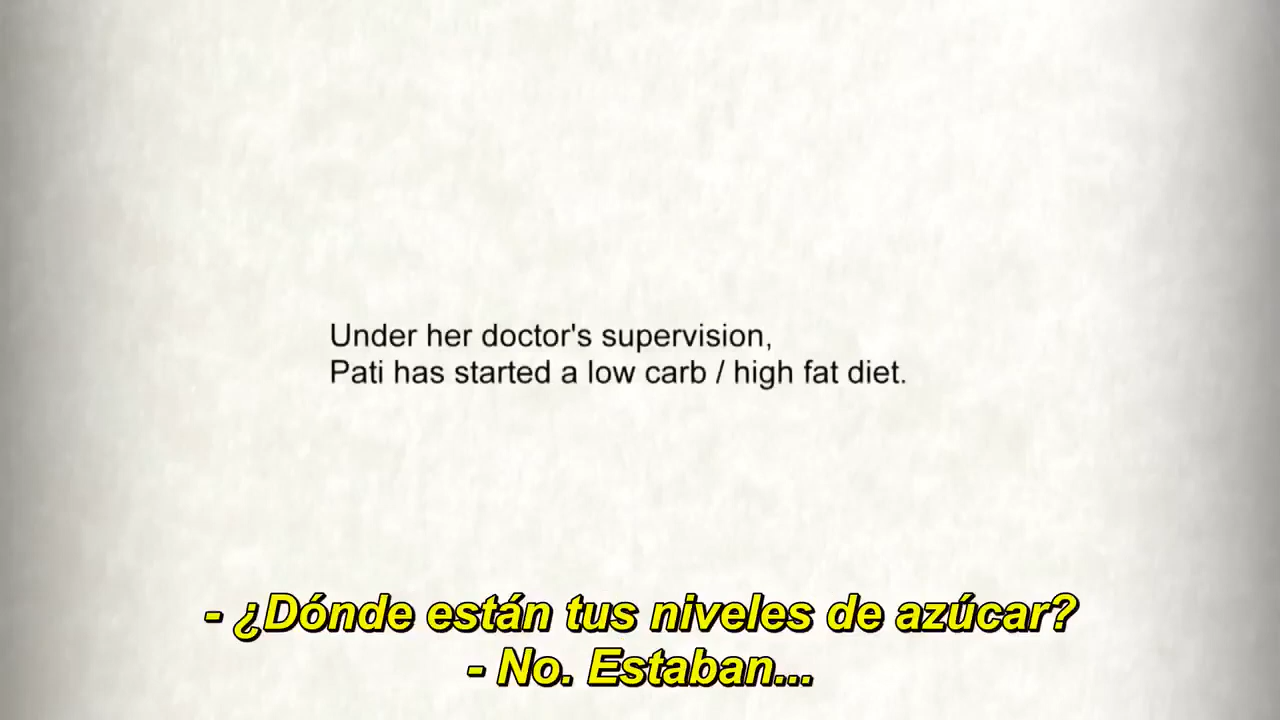 Under her doctor's supervision,
Pati has started a low carb / high fat diet.
- ¿Dónde están tus niveles de azúcar?
- No. Estaban...